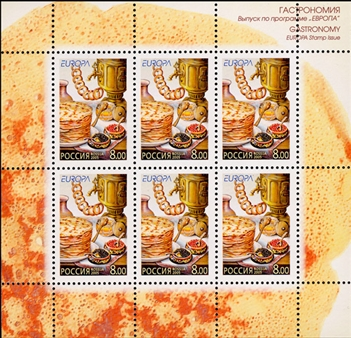 ГАСТРОНОМИЯ
Выпуск по программе „ЕВРОПА"
GASTRONOMY
EUROPA Stamp Issue
EUROPA
EUROPA
EUROPA
РОССИЯ 8.00
РОССИЯ 8.00
РОССИЯ 8.00
EUROPA
EUROPA
EUROPA
РОССИЯ 8.00
РОССИЯ 8.00
РОССИЯ 8.00